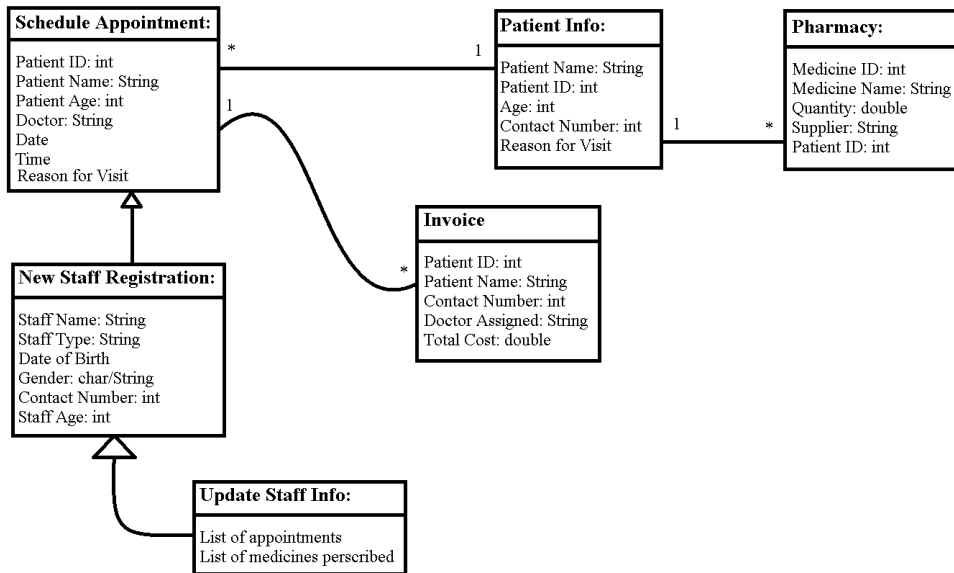 Schedule Appointment:
Patient ID: int
Patient Name: String
Patient Age: int
Doctor: String
Date
Time
Reason for Visit
*
1
1
Patient Info:
Patient Name: String
Patient ID: int
Age: int
Contact Number: int
Reason for Visit
1
*
Pharmacy:
Medicine ID: int
Medicine Name: String
Quantity: double
Supplier: String
Patient ID: int
Invoice
Patient ID: int
Patient Name: String
Contact Number: int
Doctor Assigned: String
Total Cost: double
*
New Staff Registration:
Staff Name: String
Staff Type: String
Date of Birth
Gender: char/String
Contact Number: int
Staff Age: int
Update Staff Info:
List of appointments
List of medicines perscribed